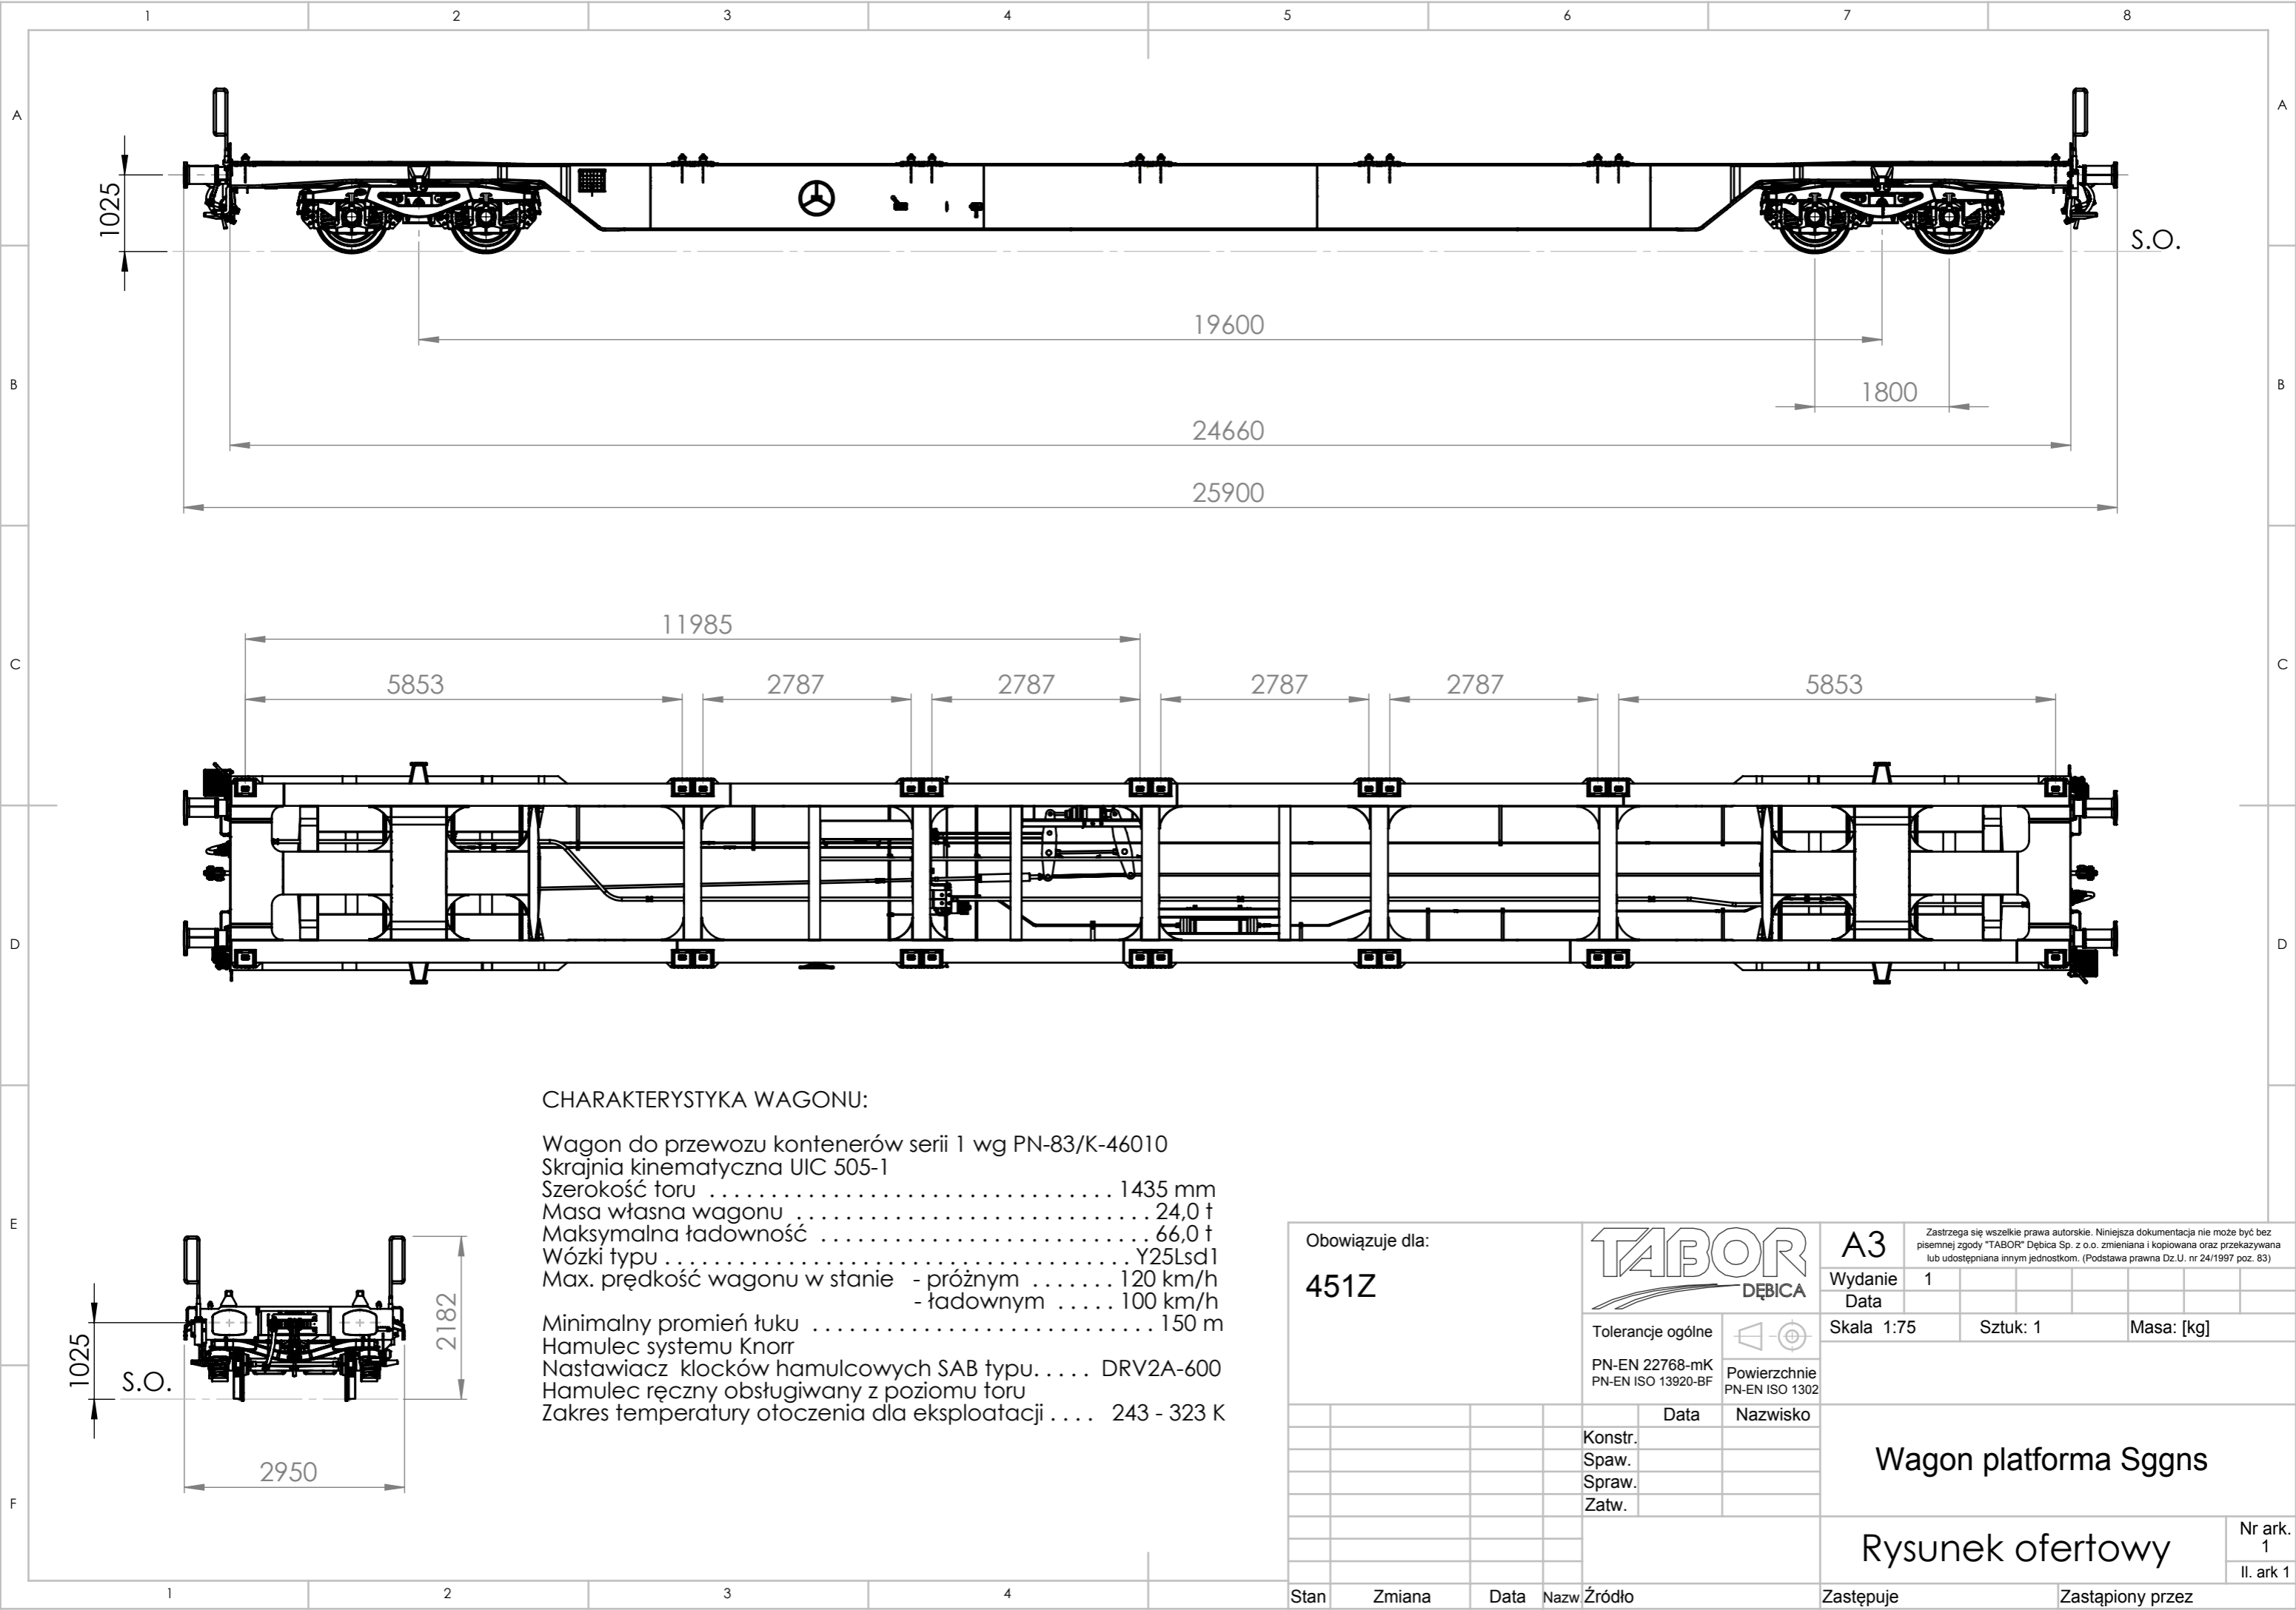 1 2 3 4 5 6 7 8
A A
1025
S.O.
19600
B B
1800
24660
25900
11985
C C
5853 2787 2787 2787 2787 5853
D D
CHARAKTERYSTYKA WAGONU:
Wagon do przewozu kontenerów serii 1 wg PN-83/K-46010
Skrajnia kinematyczna UIC 505-1
Szerokość toru . . . . . . . . . . . . . . . . . . . . . . . . . . . . . . . . . 1435 mm
Masa własna wagonu . . . . . . . . . . . . . . . . . . . . . . . . . . . . . 24,0 t
Maksymalna ładowność . . . . . . . . . . . . . . . . . . . . . . . . . . . 66,0 t
Wózki typu . . . . . . . . . . . . . . . . . . . . . . . . . . . . . . . . . . . Y25Lsd1
Max. prędkość wagonu w stanie - próżnym . . . . . . . 120 km/h
- ładownym . . . . . 100 km/h
Minimalny promień łuku . . . . . . . . . . . . . . . . . . . . . . . . . . . . 150 m
Hamulec systemu Knorr
Nastawiacz klocków hamulcowych SAB typu. . . . . DRV2A-600
Hamulec ręczny obsługiwany z poziomu toru
Zakres temperatury otoczenia dla eksploatacji . . . . 243 - 323 K
E E
1025
S.O.
2182
2950
F
Obowiązuje dla:
451Z
TABOR
DĘBICA
A3
Zastrzega się wszelkie prawa autorskie. Niniejsza dokumentacja nie może być bez
pisemnej zgody "TABOR" Dębica Sp. z o.o. zmieniana i kopiowana oraz przekazywana
lub udostępniana innym jednostkom. (Podstawa prawna Dz.U. nr 24/1997 poz. 83)
Wydanie 1
Data
Skala 1:75 Sztuk: 1 Masa: [kg]
Tolerancje ogólne
PN-EN 22768-mK
PN-EN ISO 13920-BF
Powierzchnie
PN-EN ISO 1302
Data Nazwisko
Konstr.
Spaw.
Spraw.
Zatw.
Wagon platforma Sggns
Rysunek ofertowy
Nr ark.
1
Il. ark 1
Stan Zmiana Data Nazw. Źródło Zastępuje Zastąpiony przez
1 2 3 4